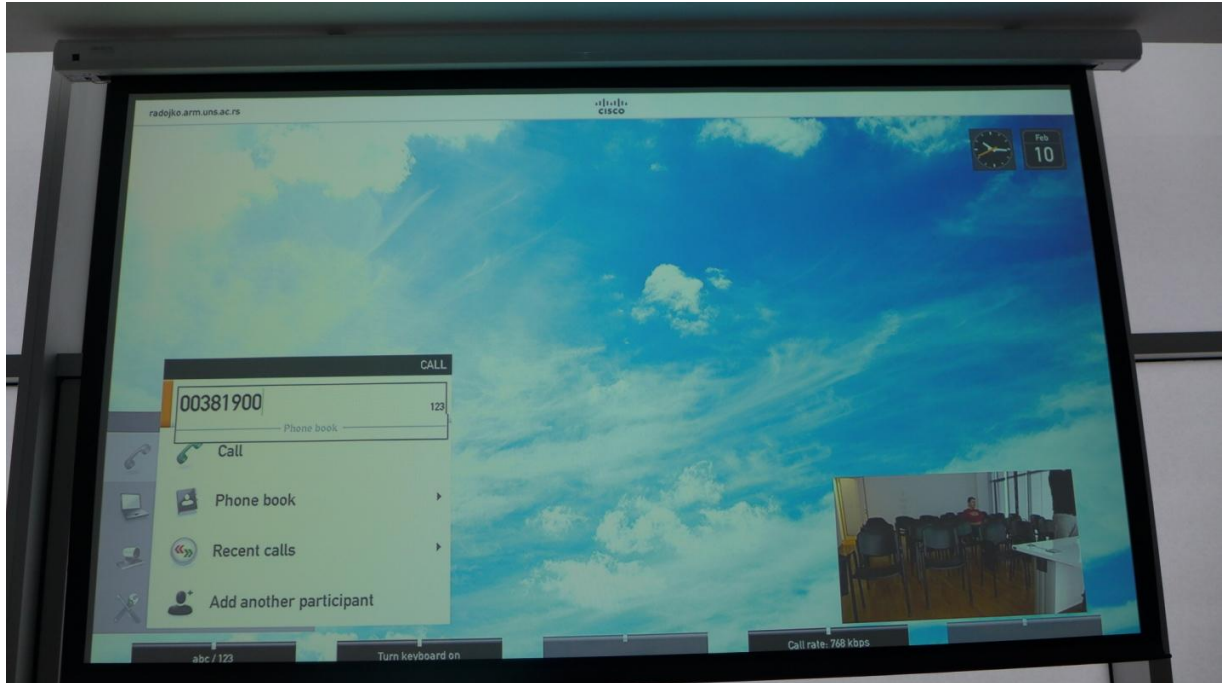 radojko.arm.uns.ac.rs
CISCO
Feb
10
CALL
00381900
123
Phone book
Call
Phone book
Recent calls
Add another participant
abc / 123
Turn keyboard on
Call rate: 768 kbps